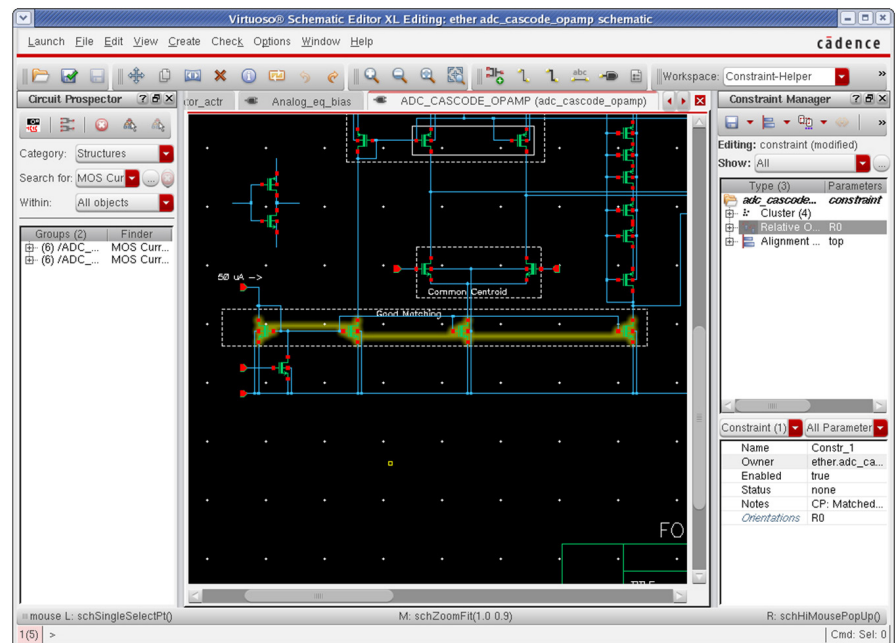 Virtuoso® Schematic Editor XL Editing: ether adc_cascode_opamp schematic
Launch File Edit View Create Check Options Window Help
cādence
abc
Workspace: Constraint-Helper
»
Circuit Prospector
or_actr
Analog_eq_bias
ADC_CASCODE_OPAMP (adc_cascode_opamp)
Constraint Manager
»
Category: Structures
Search for: MOS Cur
Within: All objects
Groups (2) Finder
(6) /ADC_... MOS Curr...
(6) /ADC_... MOS Curr...
50 uA ->
Common Centroid
Good Matching
FO
TITLE
Editing: constraint (modified)
Show: All
Type (3) Parameters
adc_cascode... constraint
Cluster (4)
Relative O... R0
Alignment ... top
Constraint (1) All Parameter
Name Constr_1
Owner ether.adc_ca...
Enabled true
Status none
Notes CP: Matched...
Orientations R0
mouse L: schSingleSelectPt()
M: schZoomFit(1.0 0.9)
R: schHiMousePopUp()
1(5) >
Cmd: Sel: 0